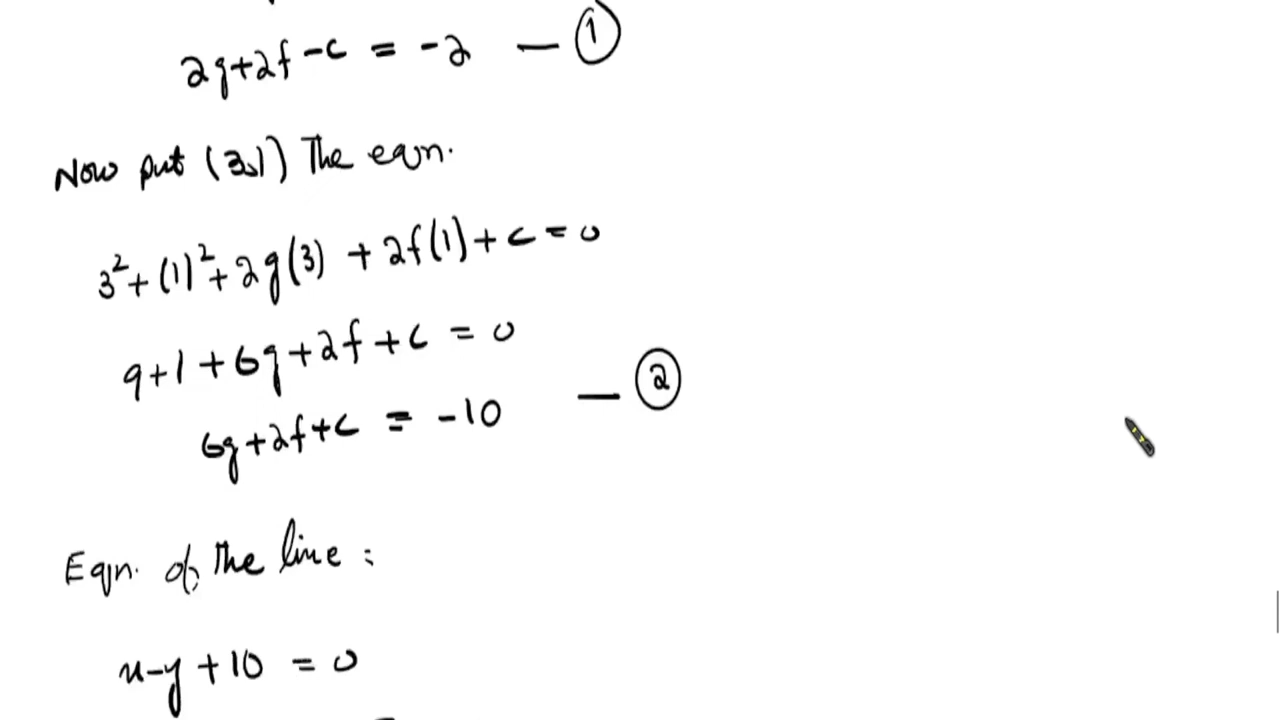 2g+2f-c = -2 — ①
Now put (3,1) The eqn.
3²+(1)²+2g(3) + 2f(1)+c=0
9+1+6g+2f+c = 0
6g+2f+c = -10 — ②
Eqn. of the line :
x-y+10 = 0